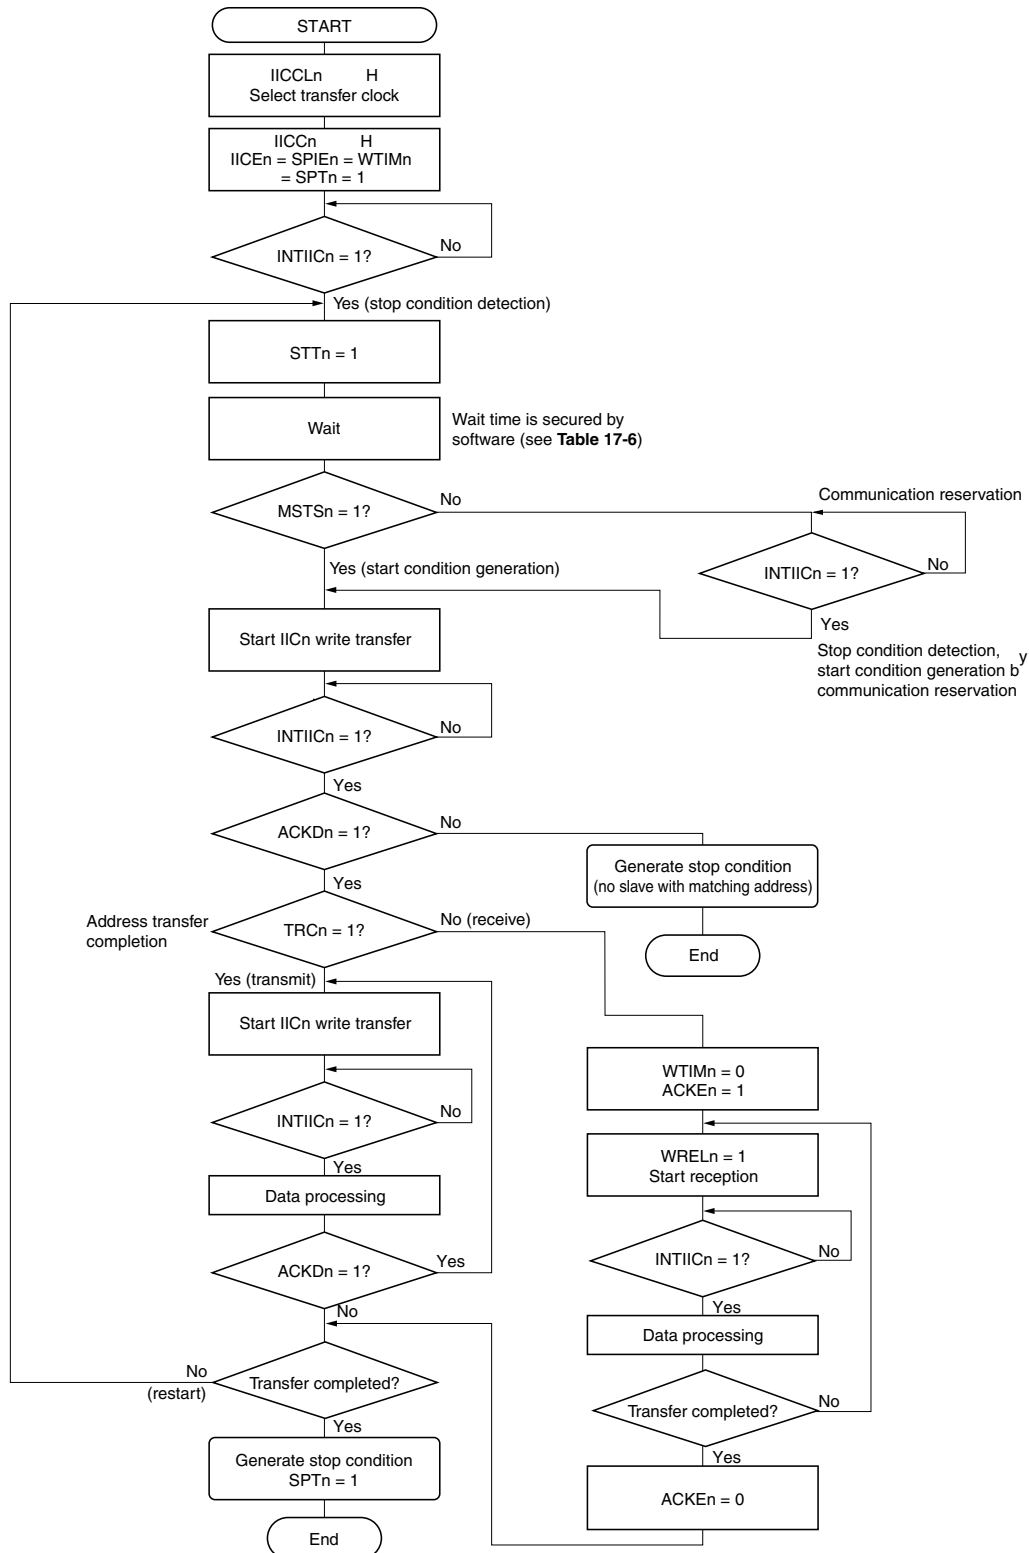 START
IICCLn H
Select transfer clock
IICCn H
IICEn = SPIEn = WTIMn
= SPTn = 1
INTIICn = 1?
No
Yes (stop condition detection)
STTn = 1
Wait
Wait time is secured by
software (see Table 17-6)
MSTSn = 1?
No
Communication reservation
INTIICn = 1?
No
Yes
Stop condition detection,
start condition generation by
communication reservation
Yes (start condition generation)
Start IICn write transfer
INTIICn = 1?
No
Yes
ACKDn = 1?
No
Generate stop condition
(no slave with matching address)
End
Yes
Address transfer
completion
TRCn = 1?
No (receive)
Yes (transmit)
Start IICn write transfer
INTIICn = 1?
No
Yes
Data processing
ACKDn = 1?
Yes
No
Transfer completed?
No
(restart)
Yes
Generate stop condition
SPTn = 1
End
WTIMn = 0
ACKEn = 1
WRELn = 1
Start reception
INTIICn = 1?
No
Yes
Data processing
Transfer completed?
No
Yes
ACKEn = 0